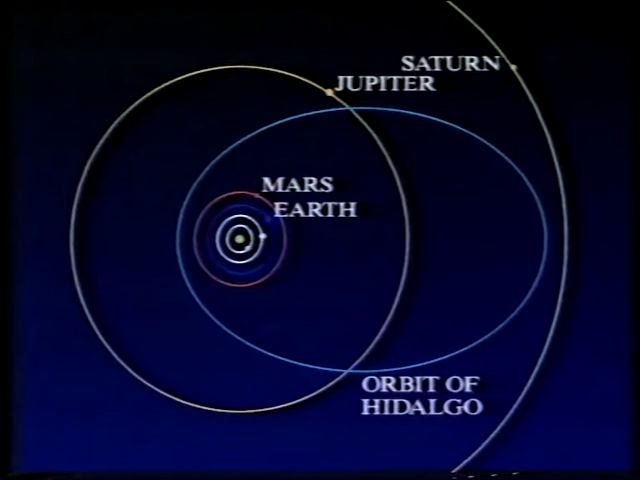 SATURN
JUPITER
MARS
EARTH
ORBIT OF
HIDALGO